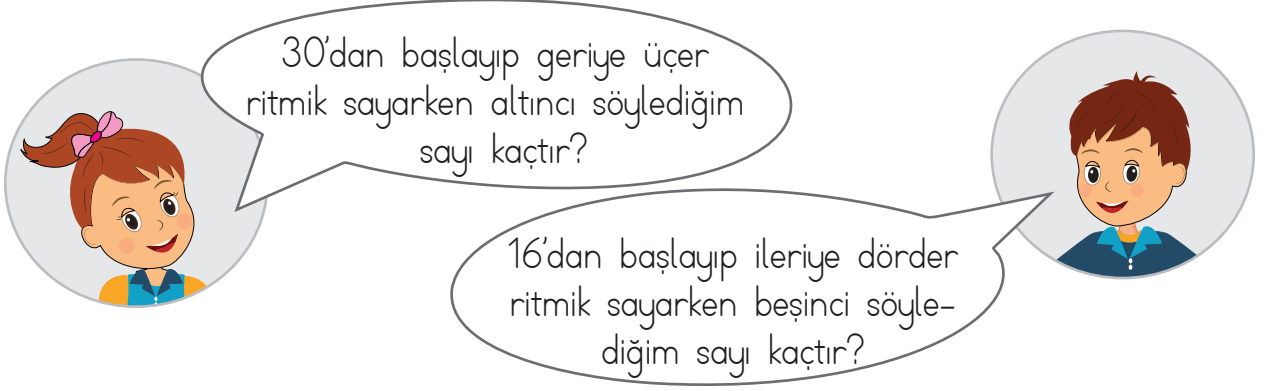 30'dan başlayıp geriye üçer
ritmik sayarken altıncı söylediğim
sayı kaçtır?
16'dan başlayıp ileriye dörder
ritmik sayarken beşinci söyle-
diğim sayı kaçtır?